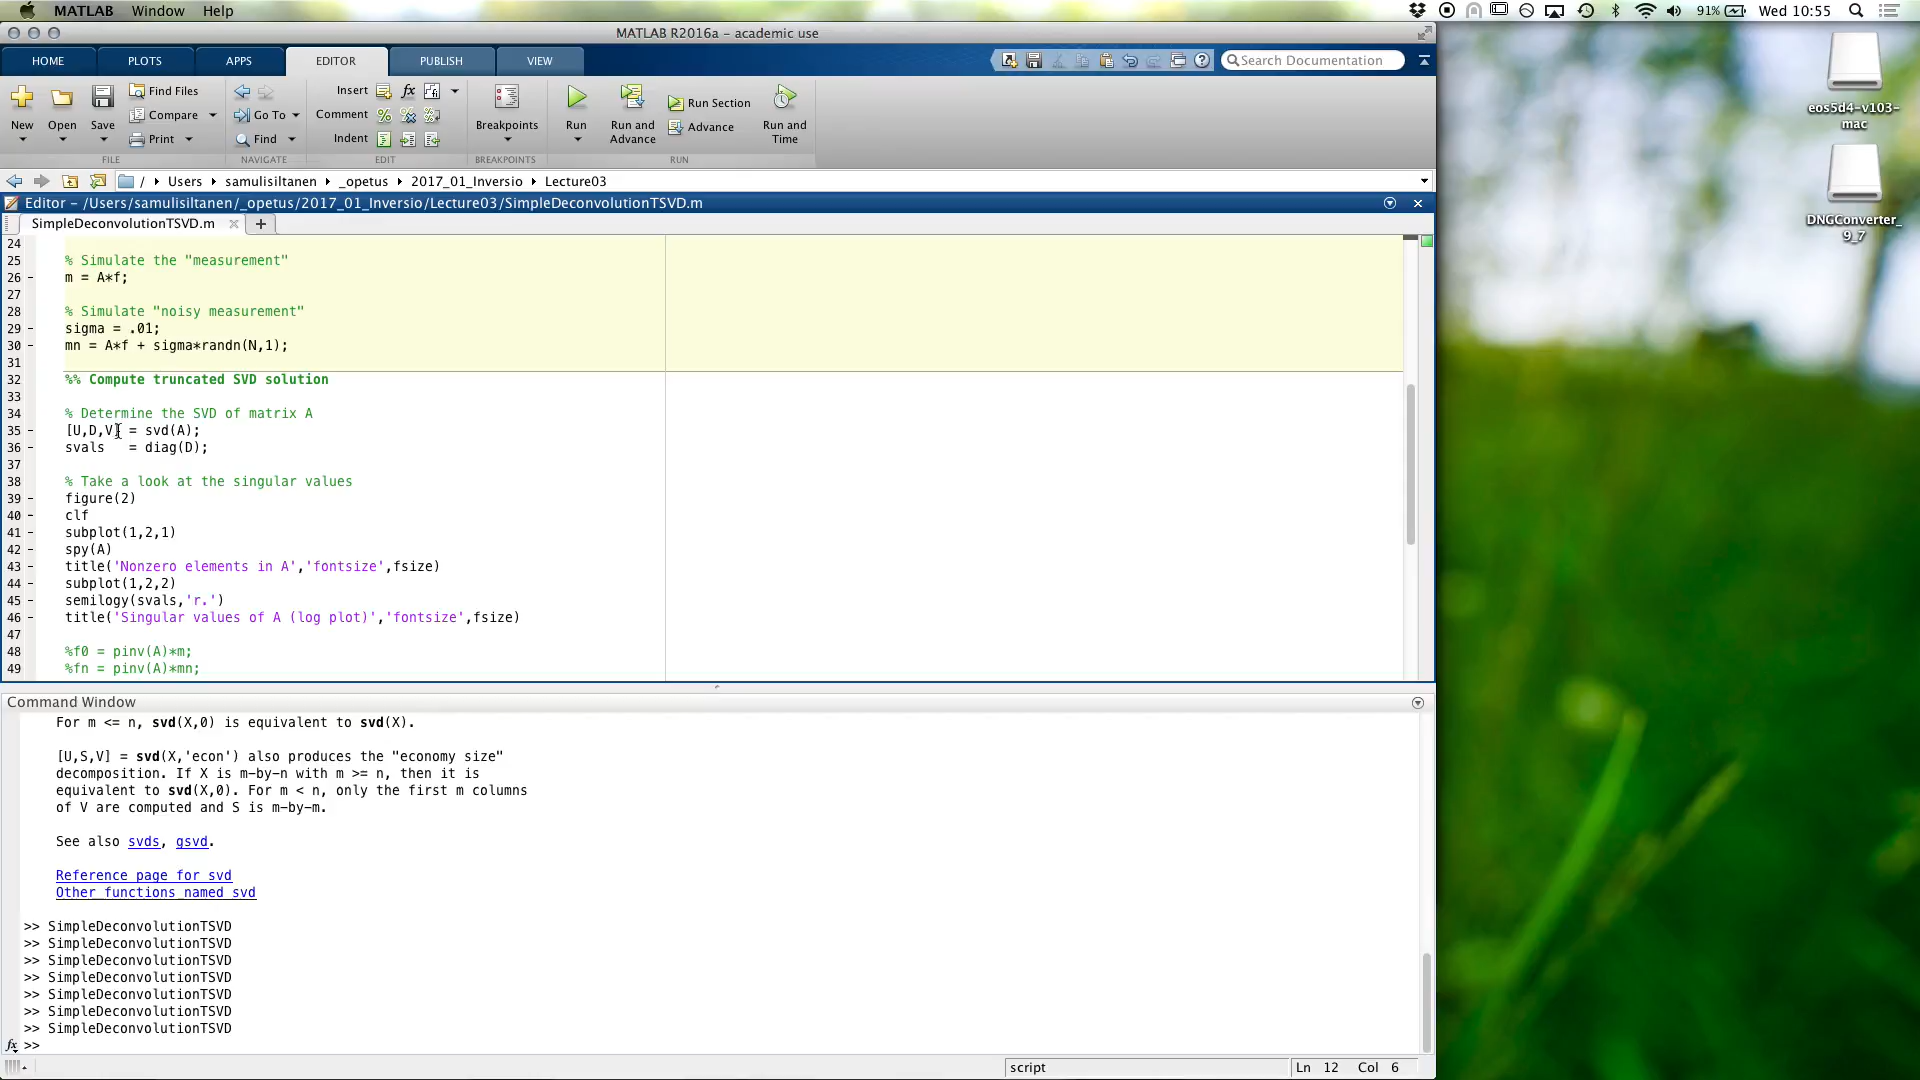 MATLAB Window Help 91% Wed 10:55
MATLAB R2016a - academic use
HOME PLOTS APPS EDITOR PUBLISH VIEW Search Documentation
New Open Save Find Files Compare Print Go To Find Insert Comment Indent Breakpoints Run Run and Advance Run Section Advance Run and Time
FILE NAVIGATE EDIT BREAKPOINTS RUN
/ Users samulisiltanen _opetus 2017_01_Inversio Lecture03
Editor - /Users/samulisiltanen/_opetus/2017_01_Inversio/Lecture03/SimpleDeconvolutionTSVD.m
SimpleDeconvolutionTSVD.m
24
25 % Simulate the "measurement"
26 - m = A*f;
27
28 % Simulate "noisy measurement"
29 - sigma = .01;
30 - mn = A*f + sigma*randn(N,1);
31
32 %% Compute truncated SVD solution
33
34 % Determine the SVD of matrix A
35 - [U,D,V] = svd(A);
36 - svals = diag(D);
37
38 % Take a look at the singular values
39 - figure(2)
40 - clf
41 - subplot(1,2,1)
42 - spy(A)
43 - title('Nonzero elements in A','fontsize',fsize)
44 - subplot(1,2,2)
45 - semilogy(svals,'r.')
46 - title('Singular values of A (log plot)','fontsize',fsize)
47
48 %f0 = pinv(A)*m;
49 %fn = pinv(A)*mn;
Command Window
For m <= n, svd(X,0) is equivalent to svd(X).
[U,S,V] = svd(X,'econ') also produces the "economy size"
decomposition. If X is m-by-n with m >= n, then it is
equivalent to svd(X,0). For m < n, only the first m columns
of V are computed and S is m-by-m.
See also svds, gsvd.
Reference page for svd
Other functions named svd
>> SimpleDeconvolutionTSVD
>> SimpleDeconvolutionTSVD
>> SimpleDeconvolutionTSVD
>> SimpleDeconvolutionTSVD
>> SimpleDeconvolutionTSVD
>> SimpleDeconvolutionTSVD
>> SimpleDeconvolutionTSVD
fx >>
script Ln 12 Col 6
eos5d4-v103-
mac
DNGConverter_
9_7